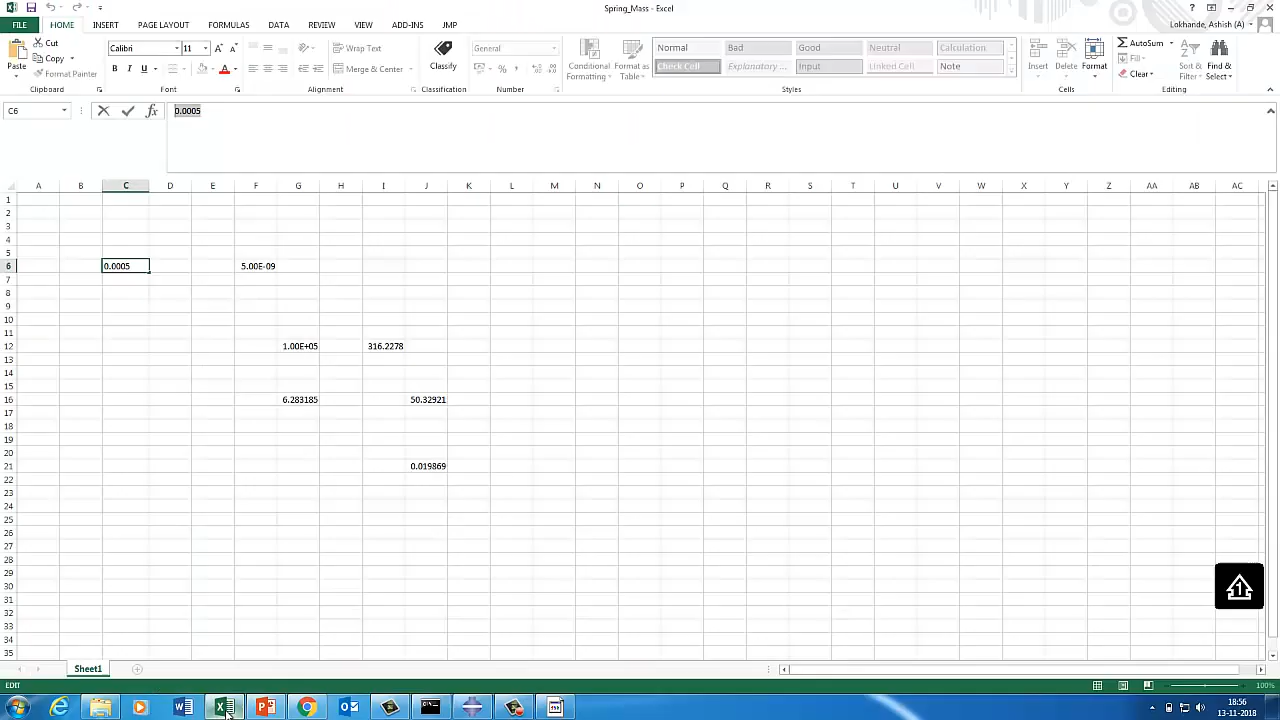 Spring_Mass - Excel
Lokhande, Ashish (A)
FILE HOME INSERT PAGE LAYOUT FORMULAS DATA REVIEW VIEW ADD-INS JMP
Paste
Cut
Copy
Format Painter
Clipboard
Calibri 11
B I U
Font
Wrap Text
Merge & Center
Alignment
Classify
Classification
General
Number
Conditional Formatting
Format as Table
Normal Bad Good Neutral Calculation
Check Cell Explanatory ... Input Linked Cell Note
Styles
Insert Delete Format
Cells
AutoSum
Fill
Clear
Sort & Filter
Find & Select
Editing
C6 fx 0.0005
A B C D E F G H I J K L M N O P Q R S T U V W X Y Z AA AB AC
1
2
3
4
5
6 0.0005 5.00E-09
7
8
9
10
11
12 1.00E+05 316.2278
13
14
15
16 6.283185 50.32921
17
18
19
20
21 0.019869
22
23
24
25
26
27
28
29
30
31
32
33
34
35
Sheet1
EDIT
100%
18:56
13-11-2018